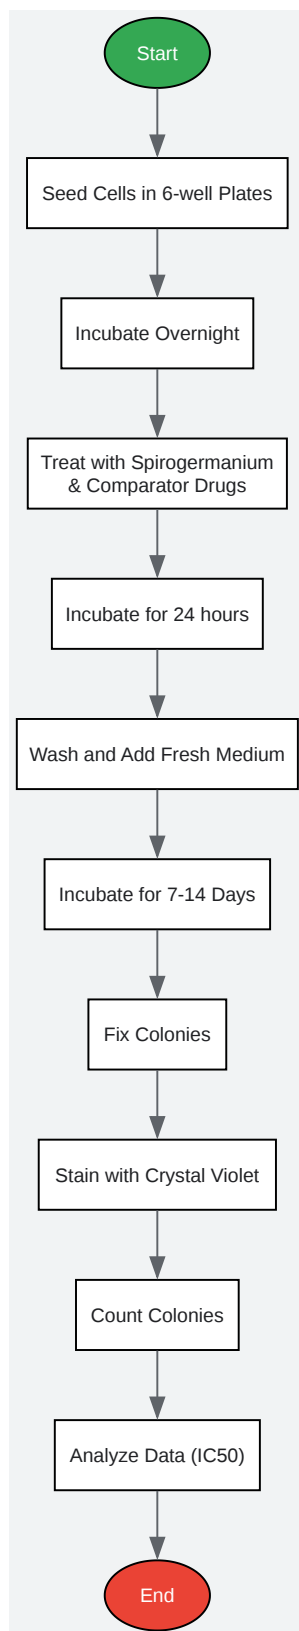 Start
Seed Cells in 6-well Plates
Incubate Overnight
Treat with Spirogermanium
& Comparator Drugs
Incubate for 24 hours
Wash and Add Fresh Medium
Incubate for 7-14 Days
Fix Colonies
Stain with Crystal Violet
Count Colonies
Analyze Data (IC50)
End